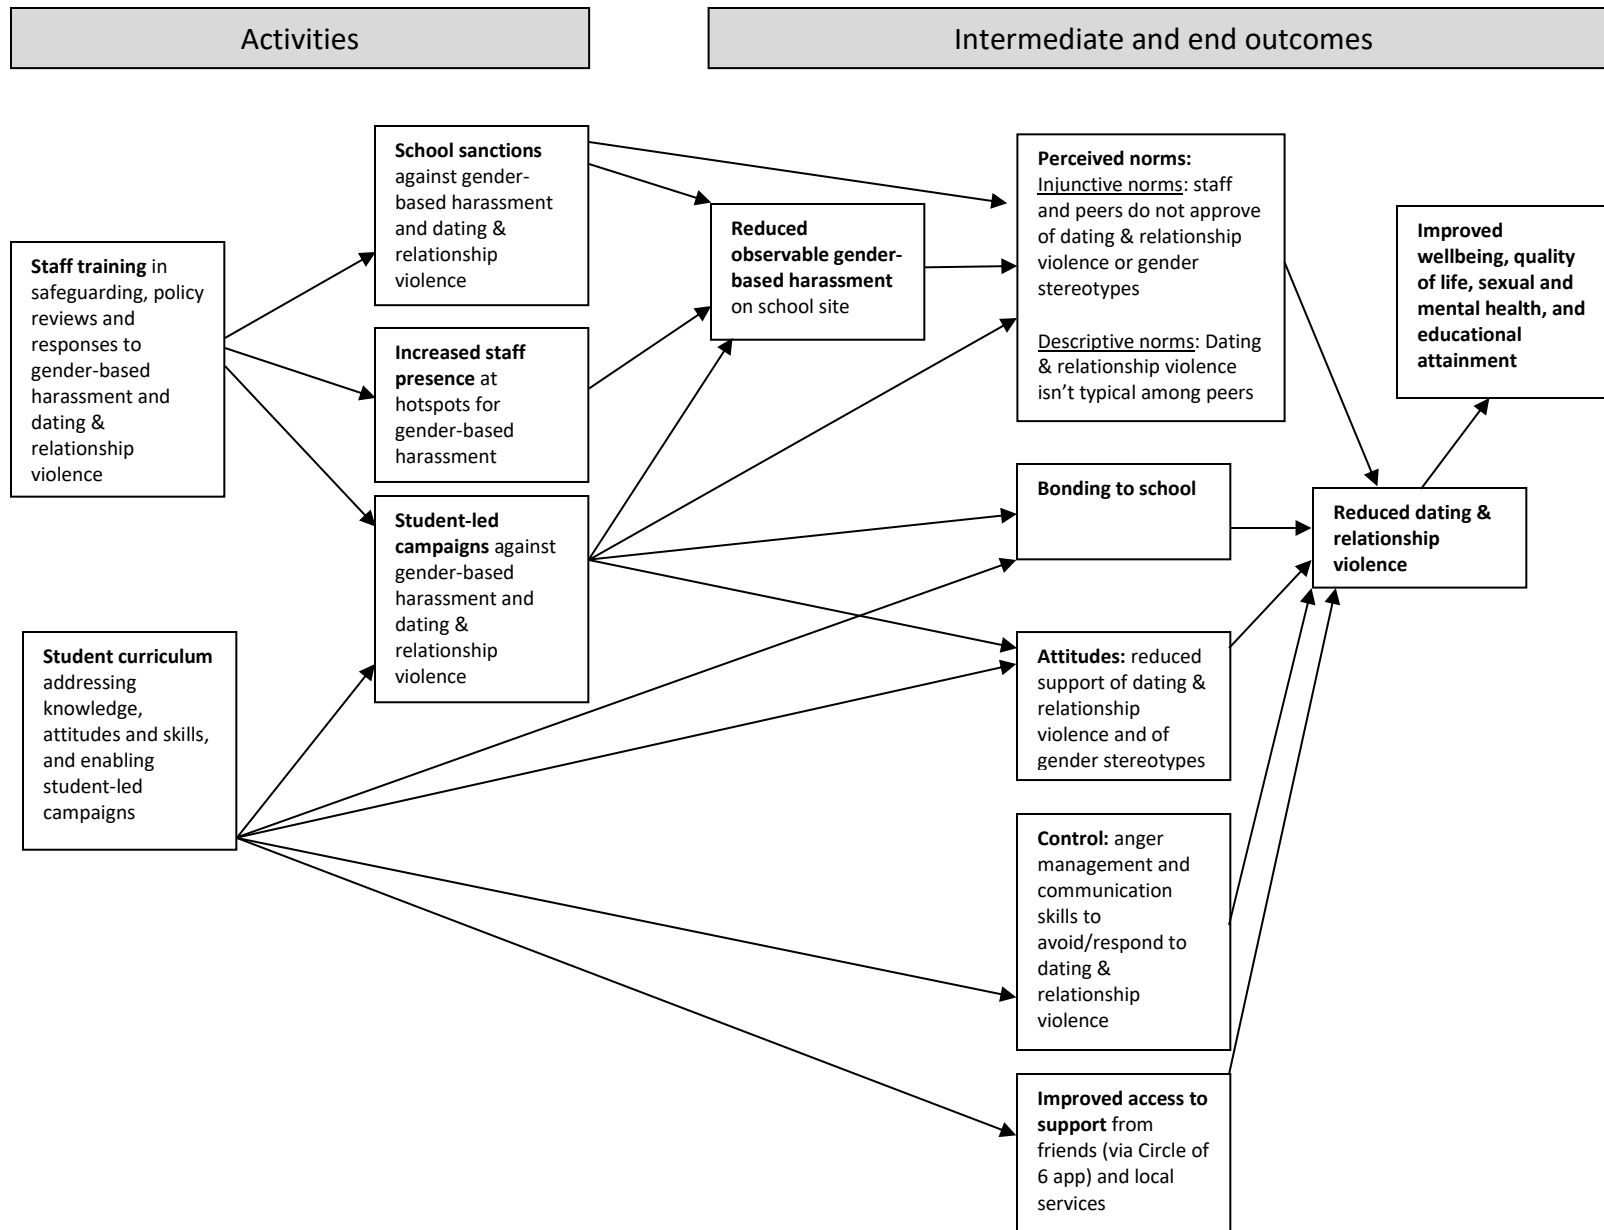 Activities
Intermediate and end outcomes
Staff training in
safeguarding, policy
reviews and
responses to
gender-based
harassment and
dating &
relationship
violence
Student curriculum
addressing
knowledge,
attitudes and skills,
and enabling
student-led
campaigns
School sanctions
against gender-
based harassment
and dating &
relationship
violence
Increased staff
presence at
hotspots for
gender-based
harassment
Student-led
campaigns against
gender-based
harassment and
dating &
relationship
violence
Reduced
observable gender-
based harassment
on school site
Perceived norms:
Injunctive norms: staff
and peers do not approve
of dating & relationship
violence or gender
stereotypes
Descriptive norms: Dating
& relationship violence
isn’t typical among peers
Bonding to school
Attitudes: reduced
support of dating &
relationship
violence and of
gender stereotypes
Control: anger
management and
communication
skills to
avoid/respond to
dating &
relationship
violence
Improved access to
support from
friends (via Circle of
6 app) and local
services
Improved
wellbeing, quality
of life, sexual and
mental health, and
educational
attainment
Reduced dating &
relationship
violence